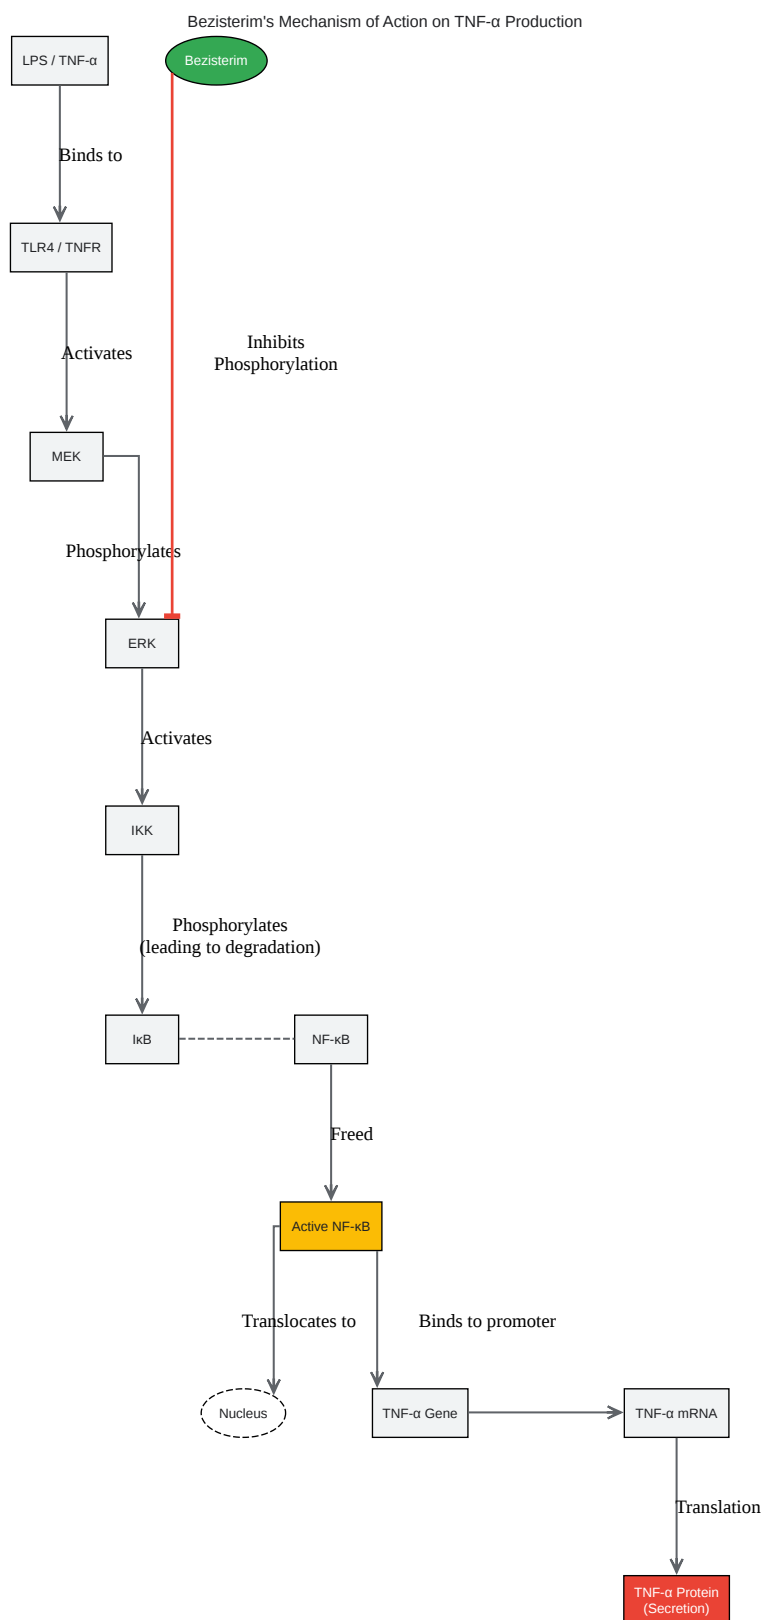 Bezisterim's Mechanism of Action on TNF-α Production
LPS / TNF-α
Bezisterim
Binds to
TLR4 / TNFR
Inhibits
Phosphorylation
Activates
MEK
Phosphorylates
ERK
Activates
IKK
Phosphorylates
(leading to degradation)
IκB
NF-κB
Freed
Active NF-κB
Translocates to
Binds to promoter
Nucleus
TNF-α Gene
TNF-α mRNA
Translation
TNF-α Protein
(Secretion)